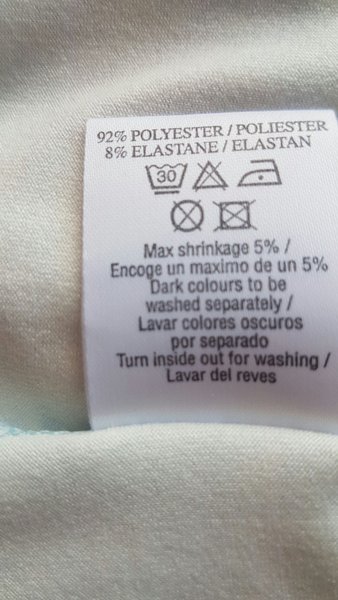 92% POLYESTER / POLIESTER
8% ELASTANE / ELASTAN
30
Max shrinkage 5% /
Encoge un maximo de un 5%
Dark colours to be
washed separately /
Lavar colores oscuros
por separado
Turn inside out for washing /
Lavar del reves